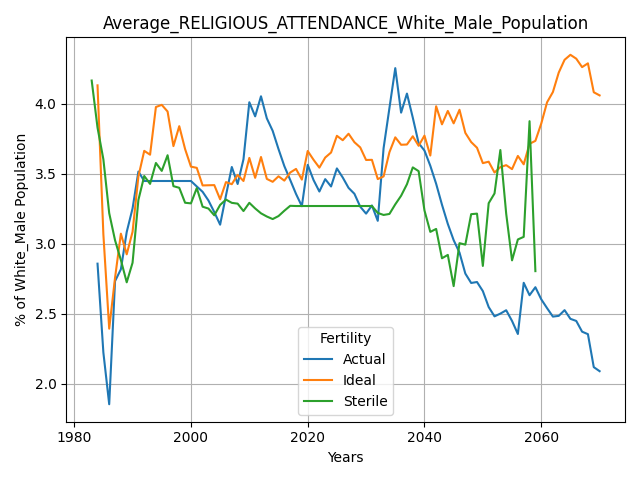 Average_RELIGIOUS_ATTENDANCE_White_Male_Population
% of White_Male Population
4.0
3.5
3.0
2.5
2.0
Fertility
Actual
Ideal
Sterile
1980 2000 2020 2040 2060
Years